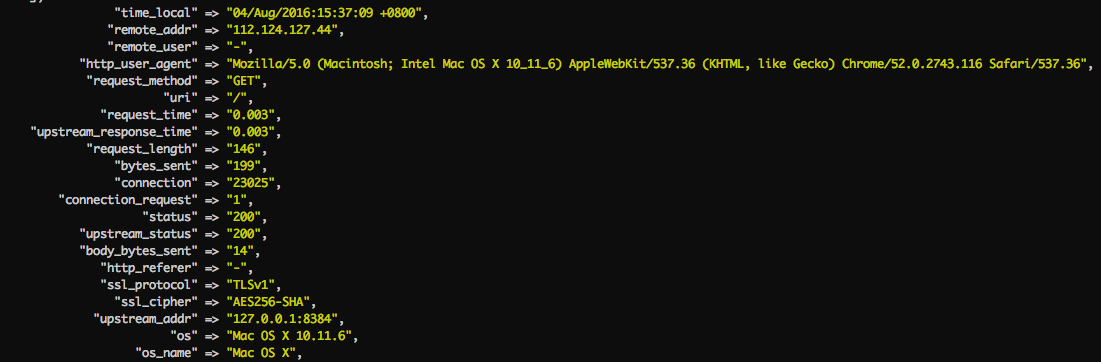 "time_local" => "04/Aug/2016:15:37:09 +0800",
"remote_addr" => "112.124.127.44",
"remote_user" => "-",
"http_user_agent" => "Mozilla/5.0 (Macintosh; Intel Mac OS X 10_11_6) AppleWebKit/537.36 (KHTML, like Gecko) Chrome/52.0.2743.116 Safari/537.36",
"request_method" => "GET",
"uri" => "/",
"request_time" => "0.003",
"upstream_response_time" => "0.003",
"request_length" => "146",
"bytes_sent" => "199",
"connection" => "23025",
"connection_request" => "1",
"status" => "200",
"upstream_status" => "200",
"body_bytes_sent" => "14",
"http_referer" => "-",
"ssl_protocol" => "TLSv1",
"ssl_cipher" => "AES256-SHA",
"upstream_addr" => "127.0.0.1:8384",
"os" => "Mac OS X 10.11.6",
"os_name" => "Mac OS X",